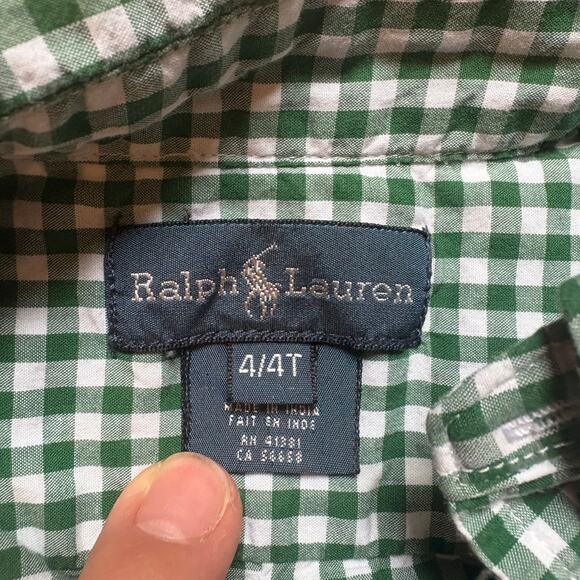 Ralph Lauren
4/4T
MADE IN INDIA
FAIT EN INDE
RN 41381
CA 56658